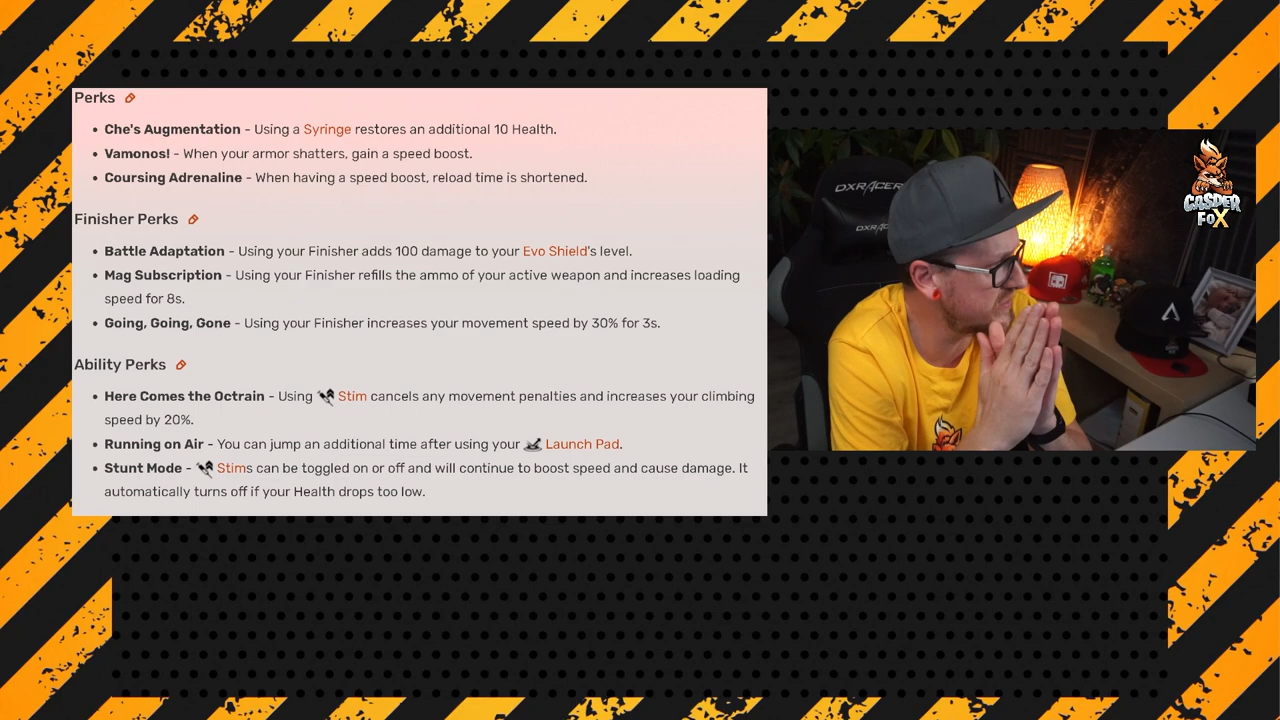 Perks
• Che's Augmentation - Using a Syringe restores an additional 10 Health.
• Vamonos! - When your armor shatters, gain a speed boost.
• Coursing Adrenaline - When having a speed boost, reload time is shortened.
Finisher Perks
• Battle Adaptation - Using your Finisher adds 100 damage to your Evo Shield's level.
• Mag Subscription - Using your Finisher refills the ammo of your active weapon and increases loading
speed for 8s.
• Going, Going, Gone - Using your Finisher increases your movement speed by 30% for 3s.
Ability Perks
• Here Comes the Octrain - Using Stim cancels any movement penalties and increases your climbing
speed by 20%.
• Running on Air - You can jump an additional time after using your Launch Pad.
• Stunt Mode - Stims can be toggled on or off and will continue to boost speed and cause damage. It
automatically turns off if your Health drops too low.
DXRACER
CASPER
FOX